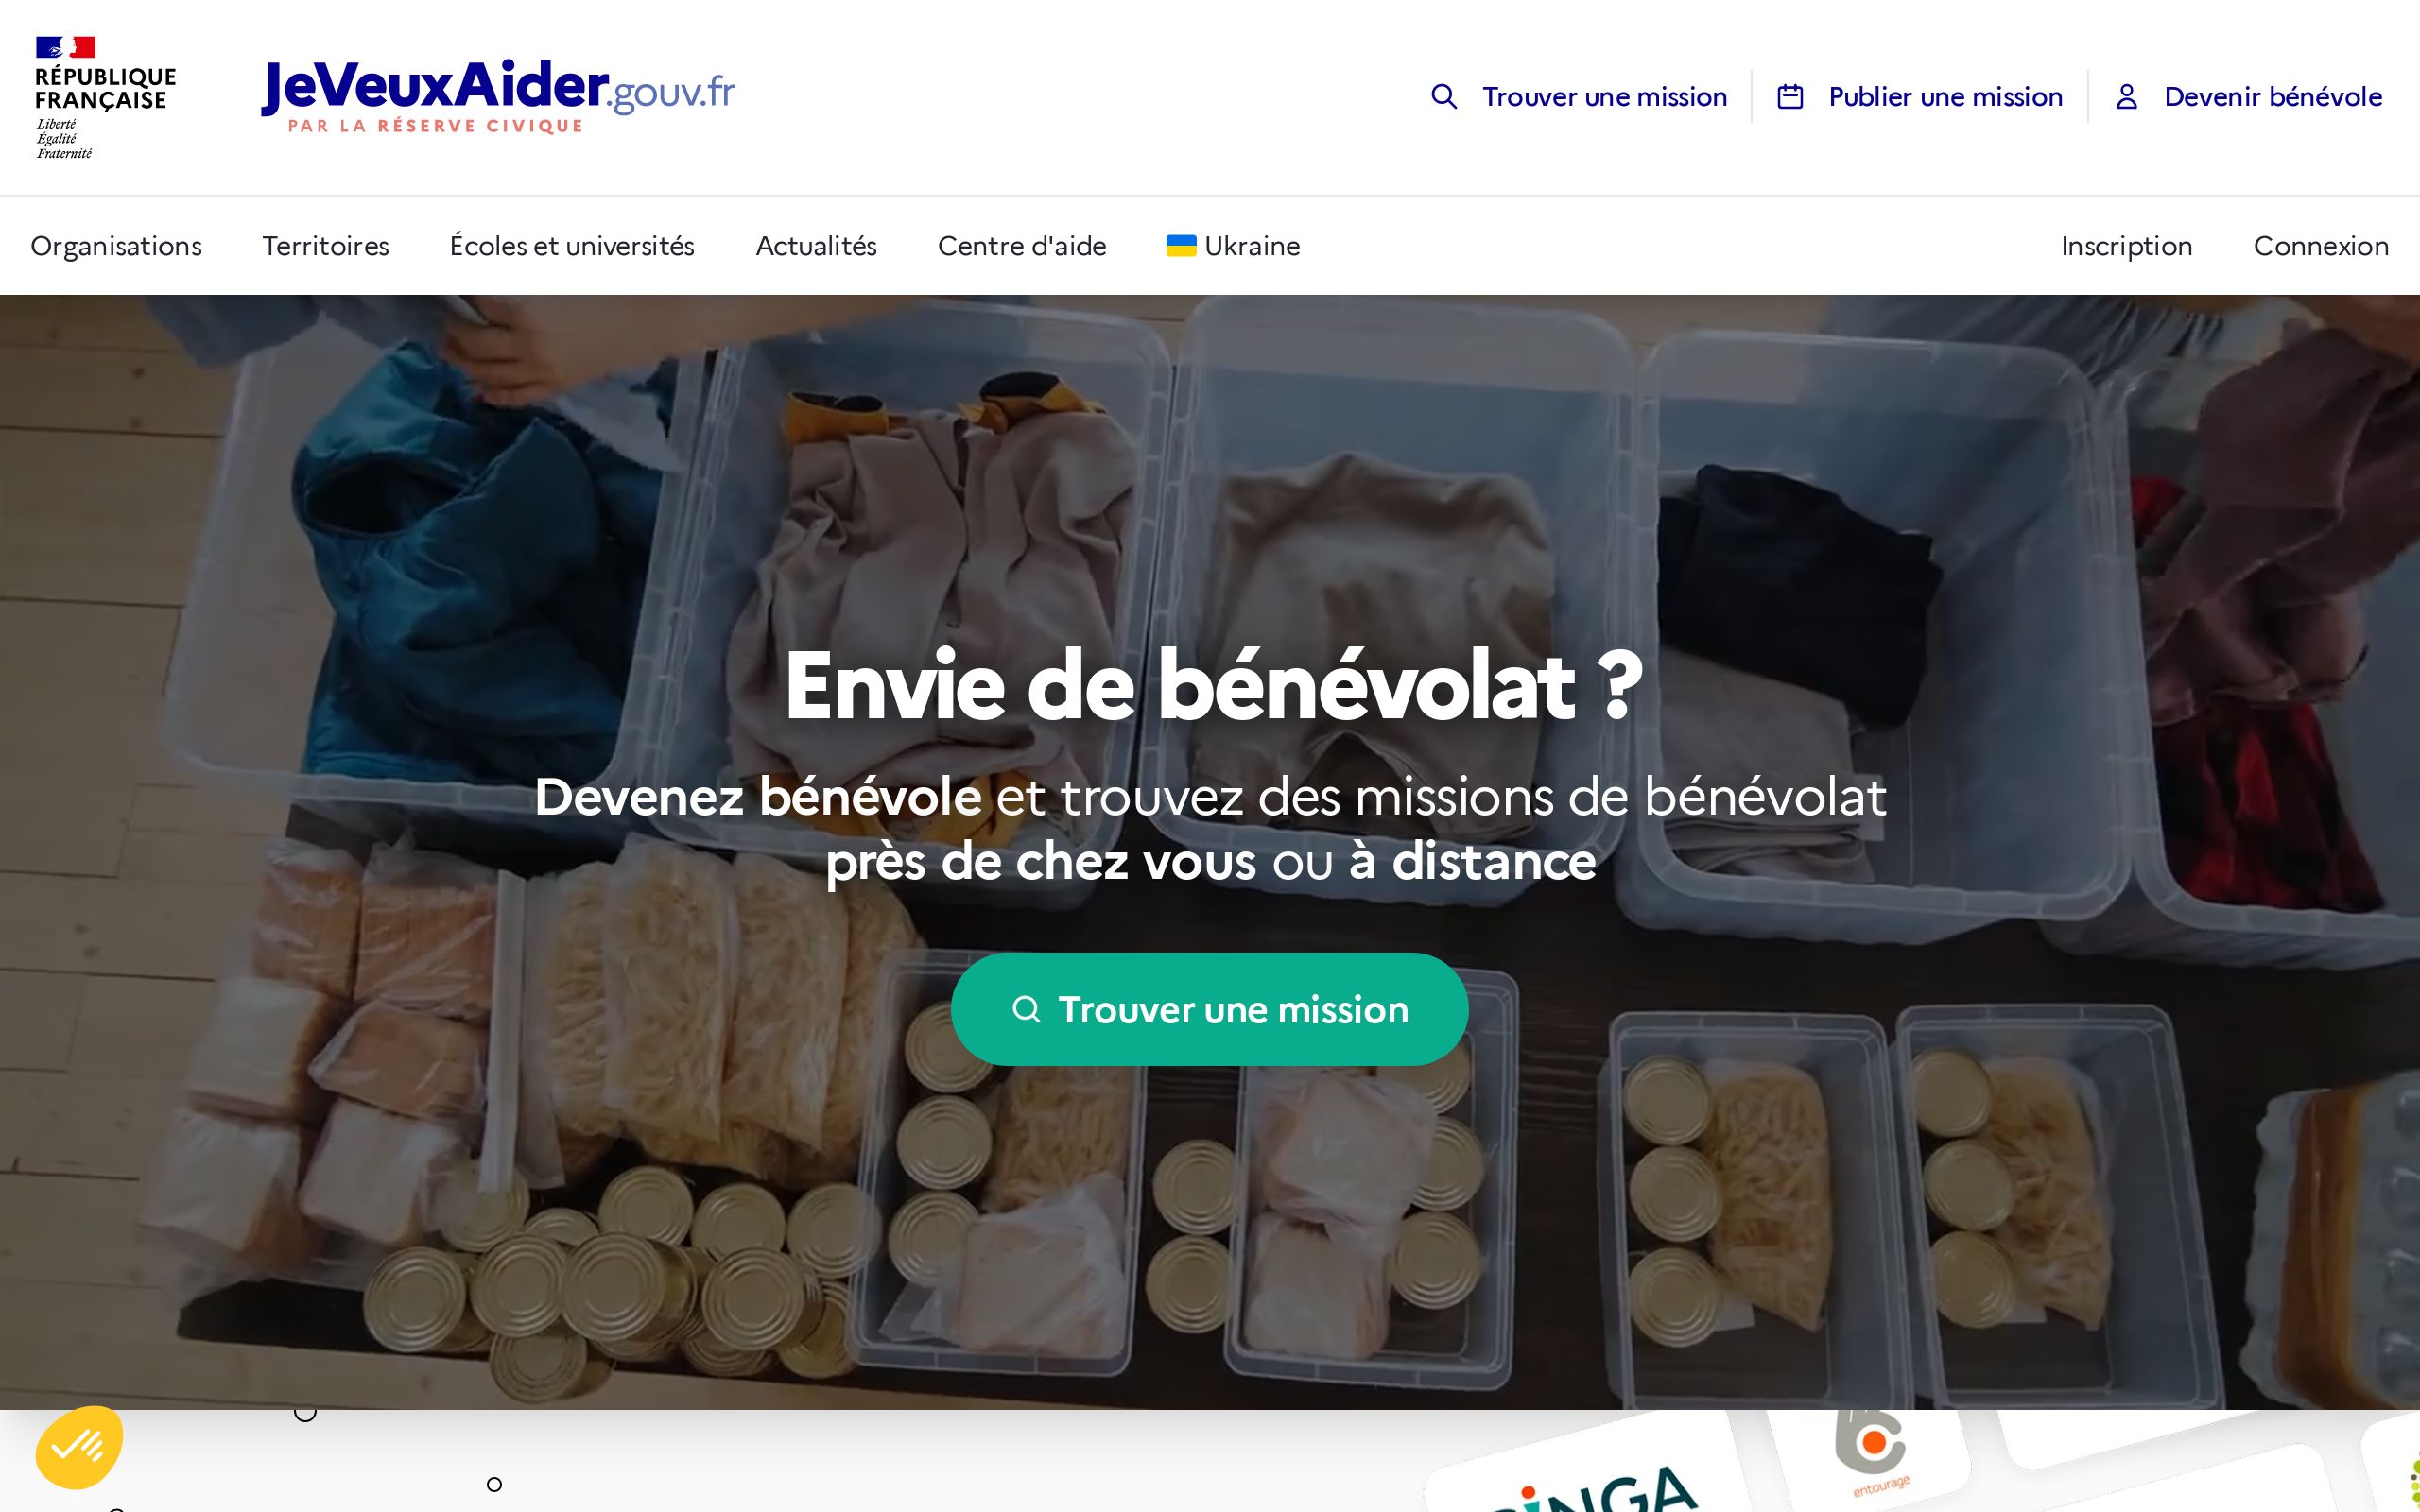 RÉPUBLIQUE
FRANÇAISE
Liberté
Égalité
Fraternité
JeVeuxAider.gouv.fr
PAR LA RÉSERVE CIVIQUE
Trouver une mission
Publier une mission
Devenir bénévole
Organisations
Territoires
Écoles et universités
Actualités
Centre d'aide
Ukraine
Inscription
Connexion
Envie de bénévolat ?
Devenez bénévole et trouvez des missions de bénévolat
près de chez vous ou à distance
Trouver une mission
entourage